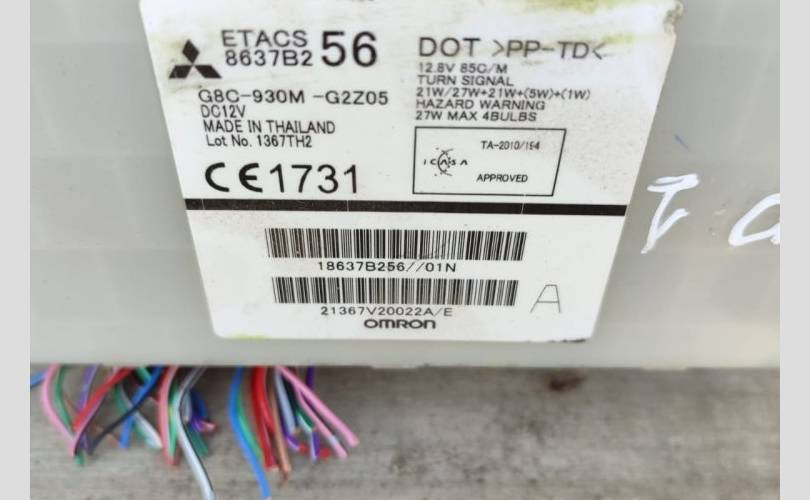 ETACS
8637B2 56
G8C-930M -G2Z05
DC12V
MADE IN THAILAND
Lot No. 1367TH2
CE1731
DOT >PP-TD<
12.8V 85C/M
TURN SIGNAL
21W/27W+21W+(5W)+(1W)
HAZARD WARNING
27W MAX 4BULBS
TA-2010/194
ICASA
APPROVED
18637B256//01N
21367V20022A/E
A
OMRON